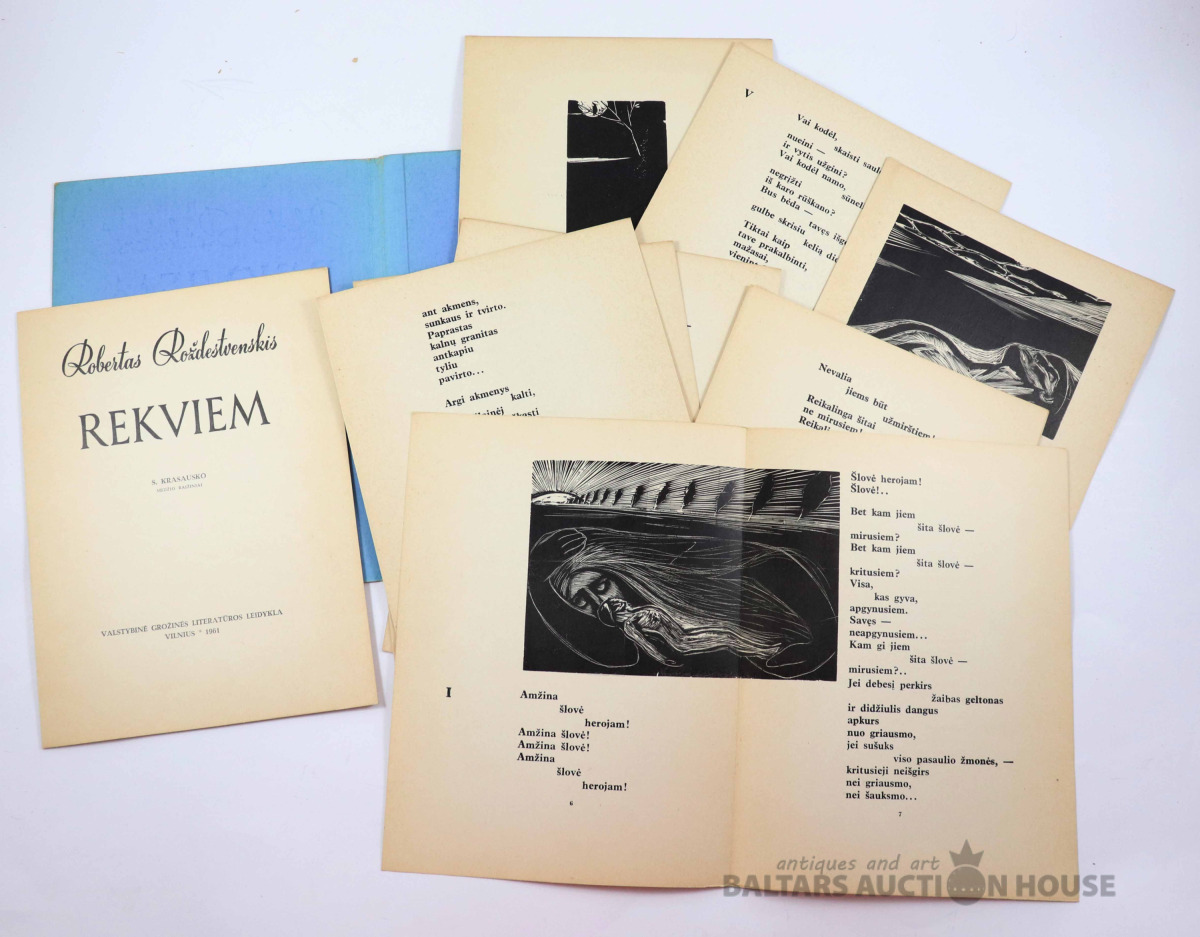 Robertas Roždestvenskis
REKVIEM
S. KRASAUSKO
MEDŽIO RAIŽINIAI
VALSTYBINĖ GROŽINĖS LITERATŪROS LEIDYKLA
VILNIUS * 1961
ant akmens,
sunkaus ir tvirto.
Paprastas
kalnų granitas
antkapiu
tyliu
pavirto...
Argi akmenys
kalti,
V
Vai kodėl,
skaisti
nueini —
ir vytis užgini?
Vai kodėl namo,
negrįžti
iš karo rūškano?
Bus bėda —
tavęs
gulbe skrisiu
kelią
Tiktai kaip
tave prakalbinti,
mažasai,
Nevalia
jiems būt
užmirštiem!
Reikalinga šitai
ne mirusiem!
I
Amžina
šlovė
herojam!
Amžina šlovė!
Amžina šlovė!
Amžina
šlovė
herojam!
6
Šlovė herojam!
Šlovė!..
Bet kam jiem
šita šlovė —
mirusiem?
Bet kam jiem
šita šlovė —
kritusiem?
Visa,
kas gyva,
apgynusiem.
Savęs —
neapgynusiem...
Kam gi jiem
šita šlovė —
mirusiem?..
Jei debesį perkirs
žaibas geltonas
ir didžiulis dangus
apkurs
nuo griausmo,
jei sušuks
viso pasaulio žmonės, —
kritusieji neišgirs
nei griausmo,
nei šauksmo...
7
antiques and art
BALTARS AUCTION HOUSE